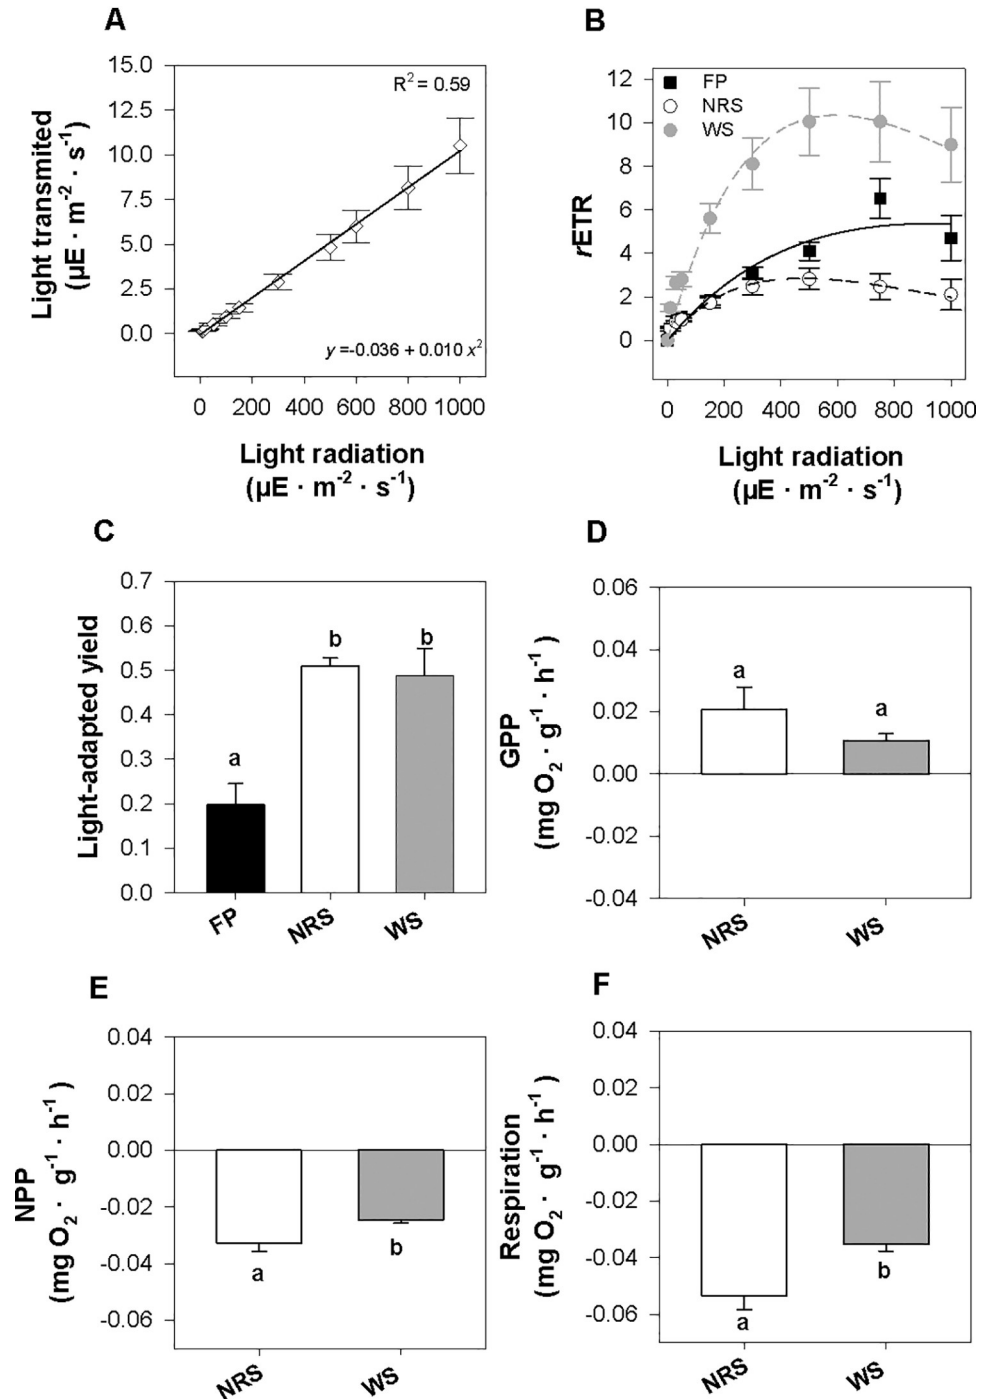 A
15.0
12.5
10.0
7.5
5.0
2.5
0.0
R² = 0.59
y =-0.036 + 0.010 x²
Light transmited
(µE · m⁻² · s⁻¹)
0 200 400 600 800 1000
Light radiation
(µE · m⁻² · s⁻¹)
B
12
10
8
6
4
2
0
FP
NRS
WS
rETR
0 200 400 600 800 1000
Light radiation
(µE · m⁻² · s⁻¹)
C
0.7
0.6
0.5
0.4
0.3
0.2
0.1
0.0
Light-adapted yield
a
b
b
FP NRS WS
D
0.06
0.04
0.02
0.00
-0.02
-0.04
GPP
(mg O₂ · g⁻¹ · h⁻¹)
a
a
NRS WS
E
0.04
0.02
0.00
-0.02
-0.04
-0.06
NPP
(mg O₂ · g⁻¹ · h⁻¹)
a
b
NRS WS
F
0.04
0.02
0.00
-0.02
-0.04
-0.06
Respiration
(mg O₂ · g⁻¹ · h⁻¹)
a
b
NRS WS